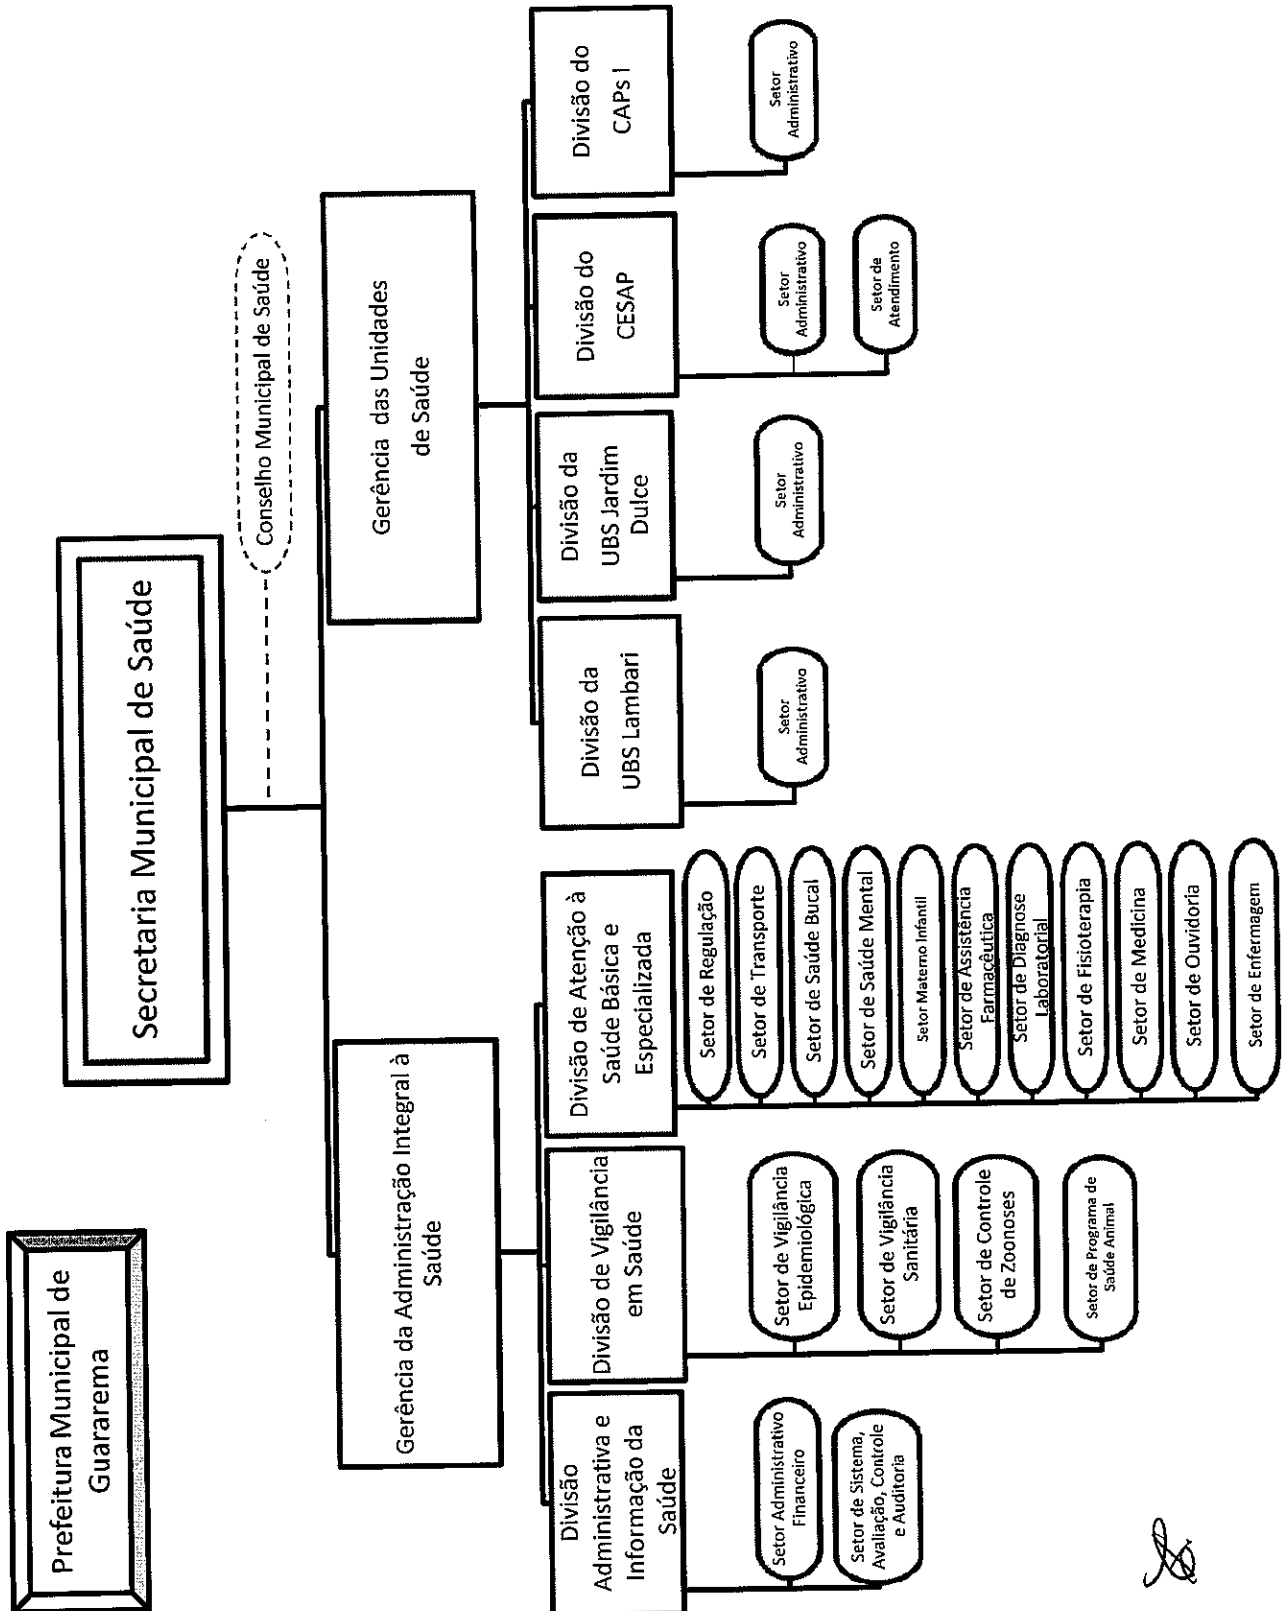 Prefeitura Municipal de
Guararema
Secretaria Municipal de Saúde
Conselho Municipal de Saúde
Gerência da Administração Integral à
Saúde
Gerência das Unidades
de Saúde
Divisão
Administrativa e
Informação da
Saúde
Divisão de Vigilância
em Saúde
Divisão de Atenção à
Saúde Básica e
Especializada
Divisão da
UBS Lambari
Divisão da
UBS Jardim
Dulce
Divisão do
CESAP
Divisão do
CAPs I
Setor Administrativo
Financeiro
Setor de Sistema,
Avaliação, Controle
e Auditoria
Setor de Vigilância
Epidemiológica
Setor de Vigilância
Sanitária
Setor de Controle
de Zoonoses
Setor de Programa de
Saúde Animal
Setor de Regulação
Setor de Transporte
Setor de Saúde Bucal
Setor de Saúde Mental
Setor Materno Infantil
Setor de Assistência
Farmacêutica
Setor de Diagnose
Laboratorial
Setor de Fisioterapia
Setor de Medicina
Setor de Ouvidoria
Setor de Enfermagem
Setor
Administrativo
Setor
Administrativo
Setor
Administrativo
Setor de
Atendimento
Setor
Administrativo